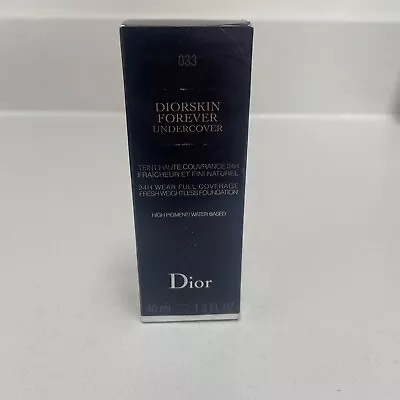 033
DIORSKIN
FOREVER
UNDERCOVER
TEINT HAUTE COUVRANCE 24H
FRAÎCHEUR ET FINI NATUREL
24H WEAR FULL COVERAGE
FRESH WEIGHTLESS FOUNDATION
HIGH PIGMENT/WATER BASED
Dior
40 ml 1.3 FL OZ